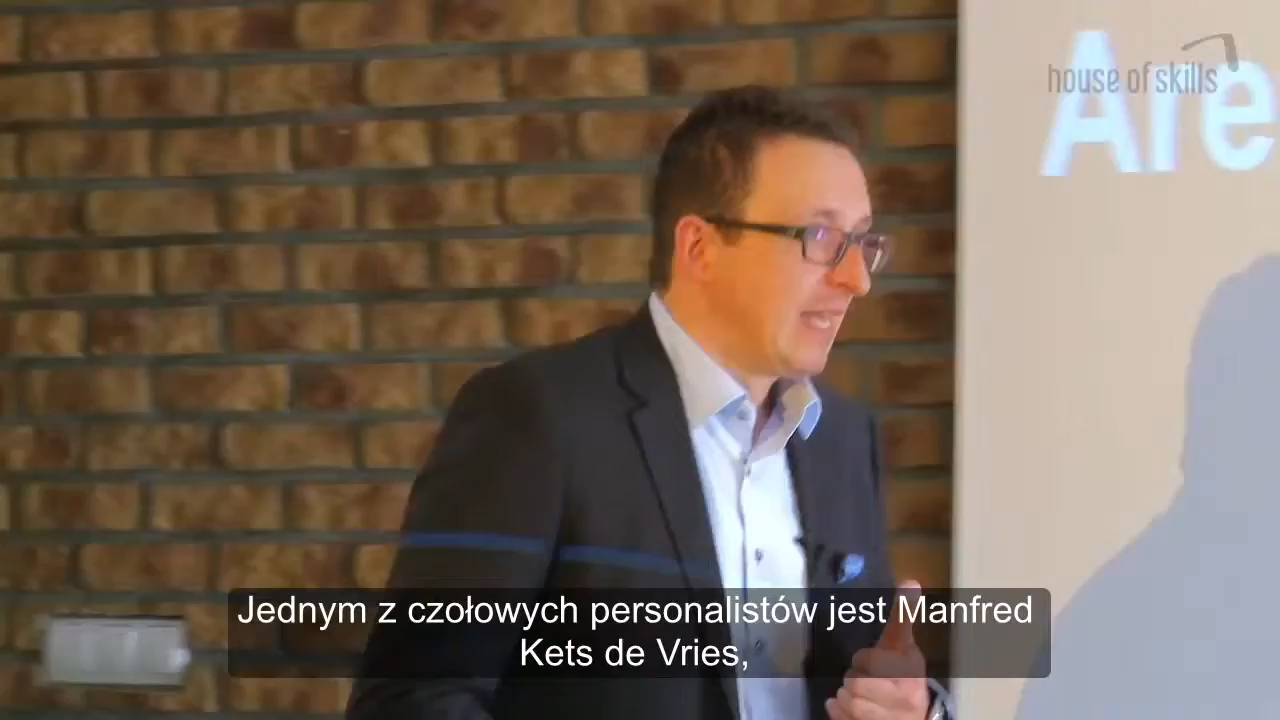 Are
house of skills
Jednym z czołowych personalistów jest Manfred
Kets de Vries,